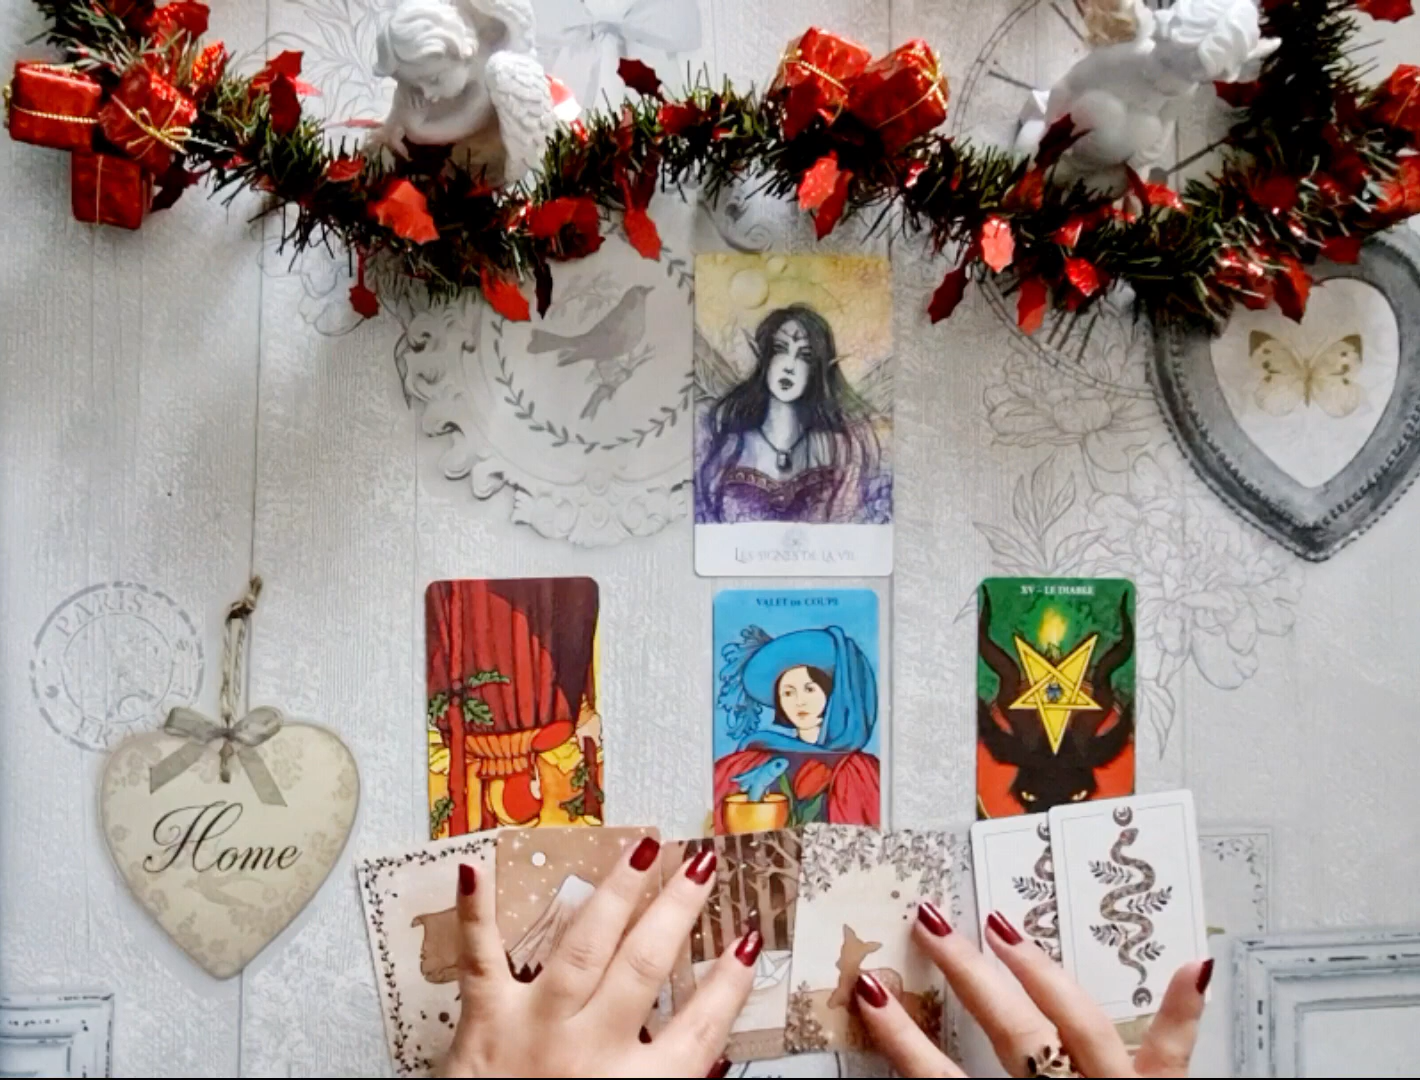 LES SIGNES DE LA VIE
VALET DE COUPE
XV - LE DIABLE
PARIS
Home